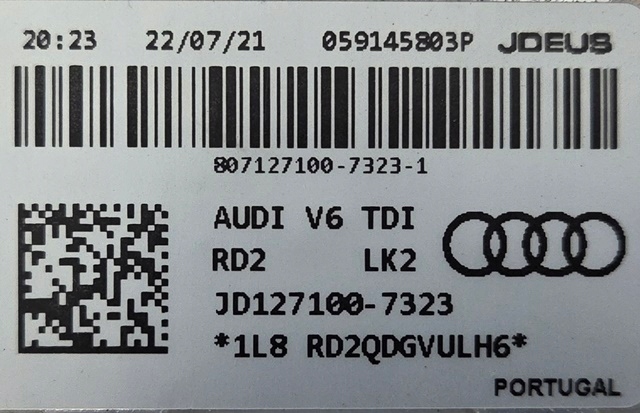 20:23 22/07/21 059145803P JDEUS
807127100-7323-1
AUDI V6 TDI
RD2 LK2
JD127100-7323
*1L8 RD2QDGVULH6*
PORTUGAL